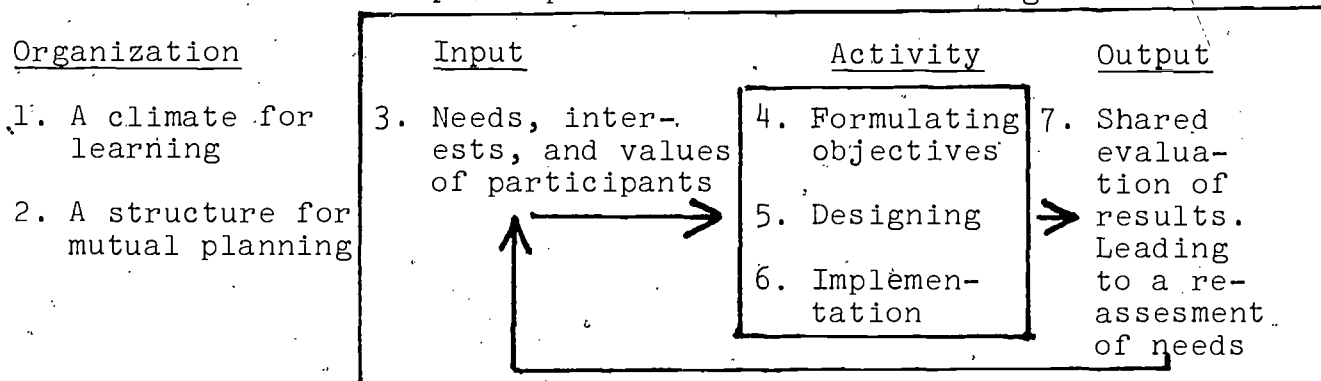 Organization
1. A climate for
learning
2. A structure for
mutual planning
Input
3. Needs, inter-
ests, and values
of participants
Activity
4. Formulating
objectives
5. Designing
6. Implemen-
tation
Output
7. Shared
evalua-
tion of
results.
Leading
to a re-
assesment
of needs